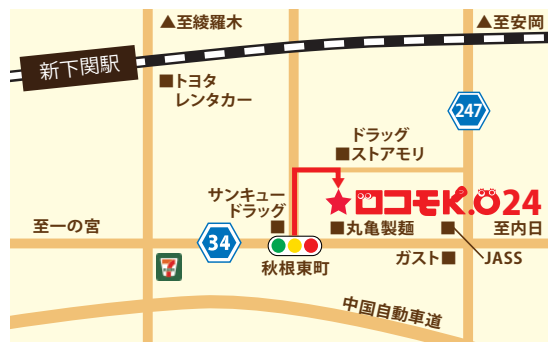 ▲至綾羅木
▲至安岡
新下関駅
■トヨタ
レンタカー
247
ドラッグ
■ストアモリ
サンキュー
ドラッグ
■
★ロコモK.O24
至一の宮
34
■丸亀製麺
■
至内日
秋根東町
ガスト■
JASS
7
中国自動車道